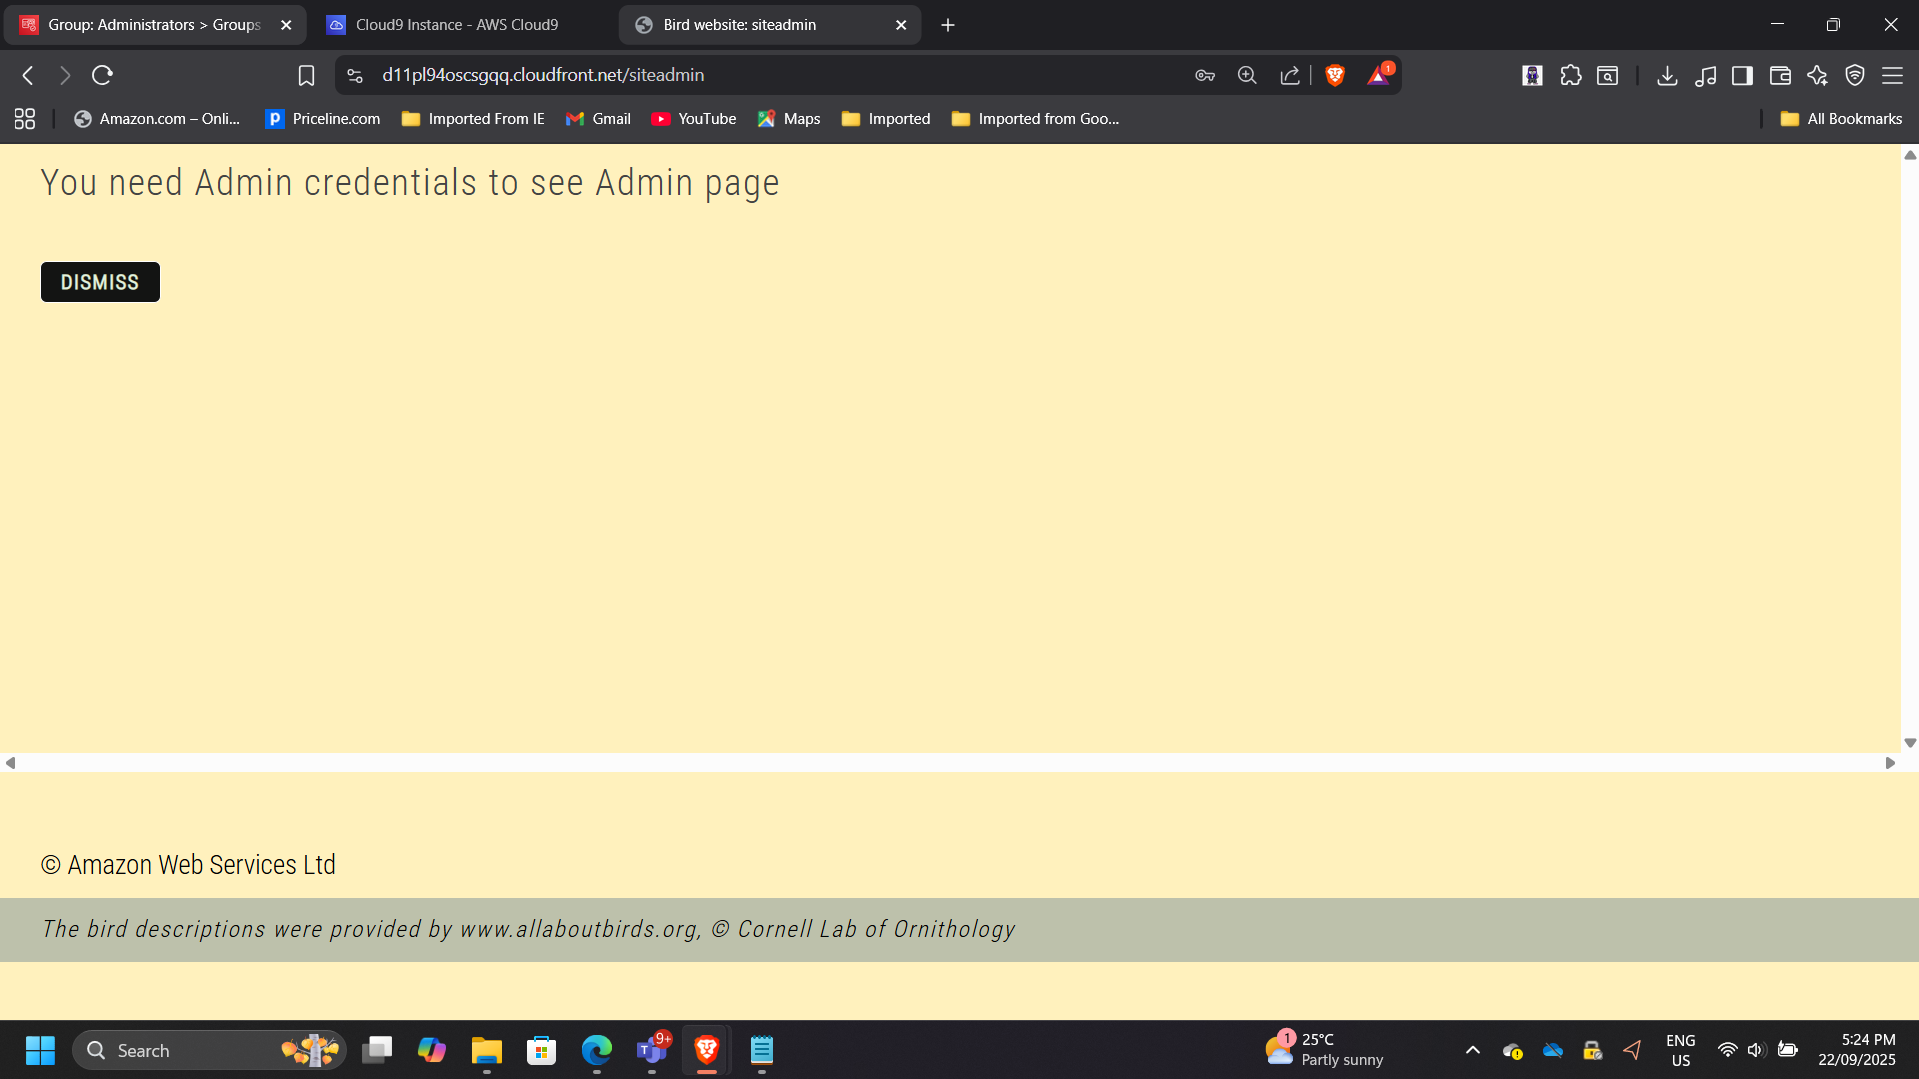 Group: Administrators > Groups
Cloud9 Instance - AWS Cloud9
Bird website: siteadmin
d11pl94oscsgqq.cloudfront.net/siteadmin
1
Amazon.com – Onli...
Priceline.com
Imported From IE
Gmail
YouTube
Maps
Imported
Imported from Goo...
All Bookmarks
You need Admin credentials to see Admin page
DISMISS
© Amazon Web Services Ltd
The bird descriptions were provided by www.allaboutbirds.org, © Cornell Lab of Ornithology
Search
9+
1
25°C
Partly sunny
ENG
US
5:24 PM
22/09/2025